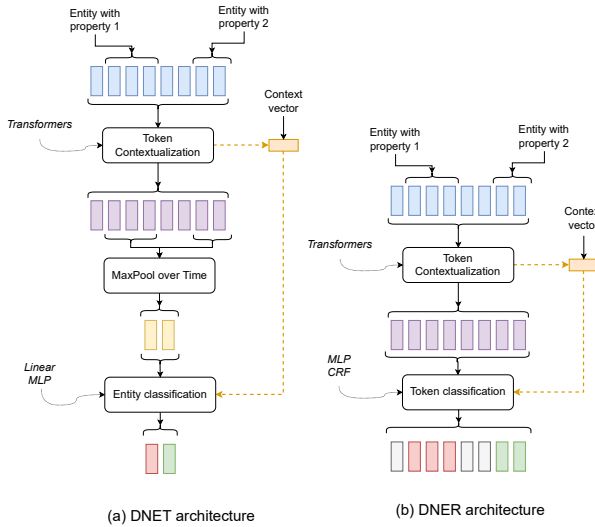 Entity with
property 1
Entity with
property 2
Context
vector
Transformers
Token
Contextualization
MaxPool over Time
Linear
MLP
Entity classification
(a) DNET architecture
Entity with
property 1
Entity with
property 2
Context
vector
Transformers
Token
Contextualization
MLP
CRF
Token classification
(b) DNER architecture